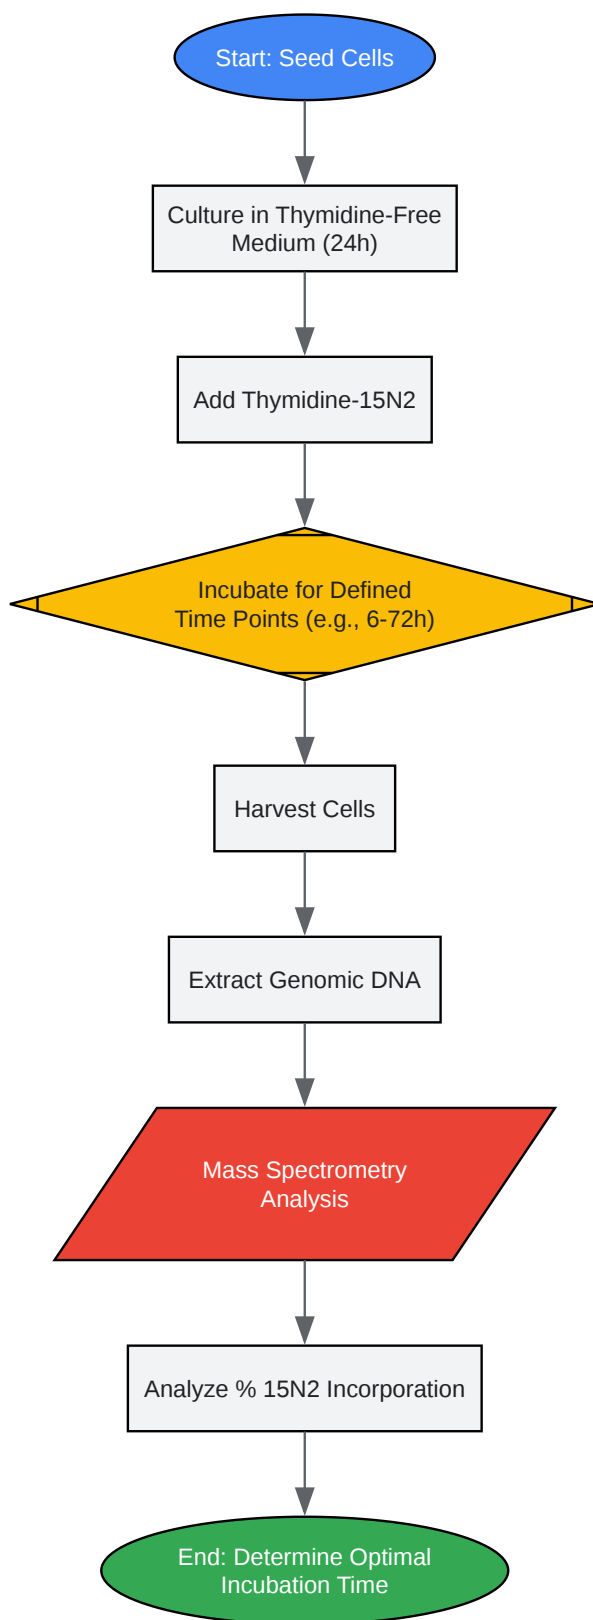 Start: Seed Cells
Culture in Thymidine-Free
Medium (24h)
Add Thymidine-15N2
Incubate for Defined
Time Points (e.g., 6-72h)
Harvest Cells
Extract Genomic DNA
Mass Spectrometry
Analysis
Analyze % 15N2 Incorporation
End: Determine Optimal
Incubation Time